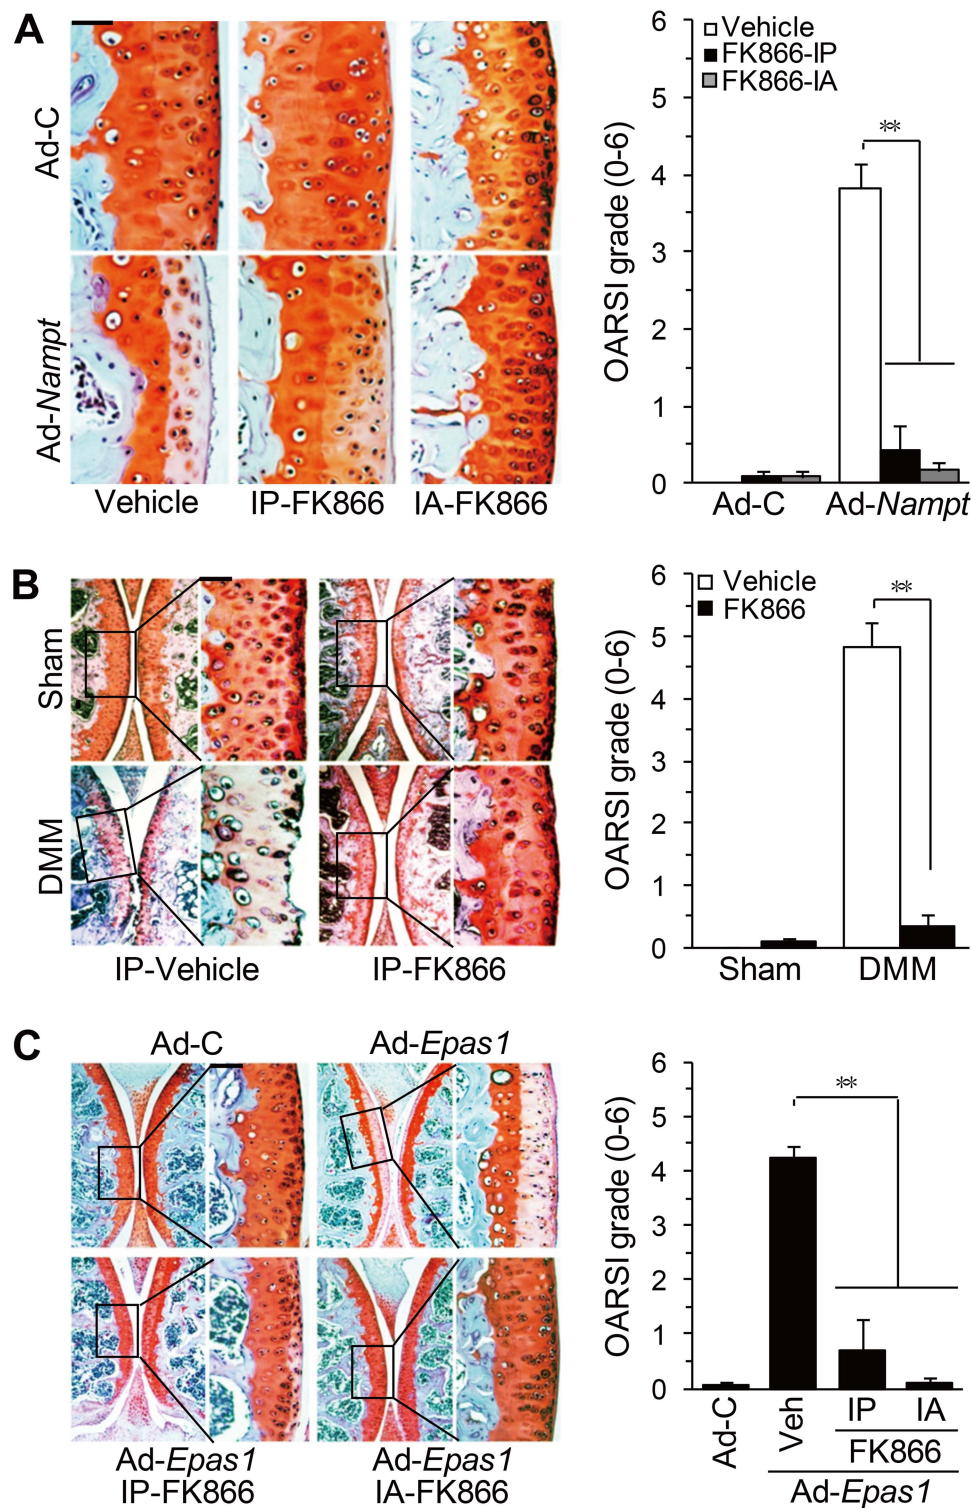 A
Ad-C
Ad-Nampt
Vehicle
IP-FK866
IA-FK866
OARSI grade (0-6)
6
5
4
3
2
1
0
Vehicle
FK866-IP
FK866-IA
**
Ad-C
Ad-Nampt
B
Sham
DMM
IP-Vehicle
IP-FK866
OARSI grade (0-6)
6
5
4
3
2
1
0
Vehicle
FK866
**
Sham
DMM
C
Ad-C
Ad-Epas1
Ad-Epas1
IP-FK866
Ad-Epas1
IA-FK866
OARSI grade (0-6)
6
5
4
3
2
1
0
**
Ad-C
Veh
IP
IA
FK866
Ad-Epas1